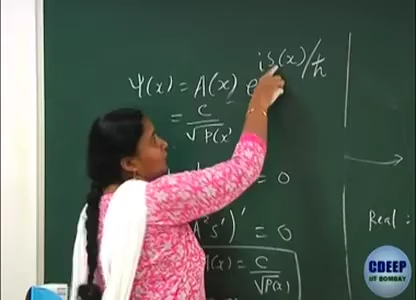 Ψ(x) = A(x) e^{iS(x)/ħ}
= C/√P(x)
= 0
A²S')' = 0
A(x) = C/√P(x)
Real:
CDEEP
IIT BOMBAY